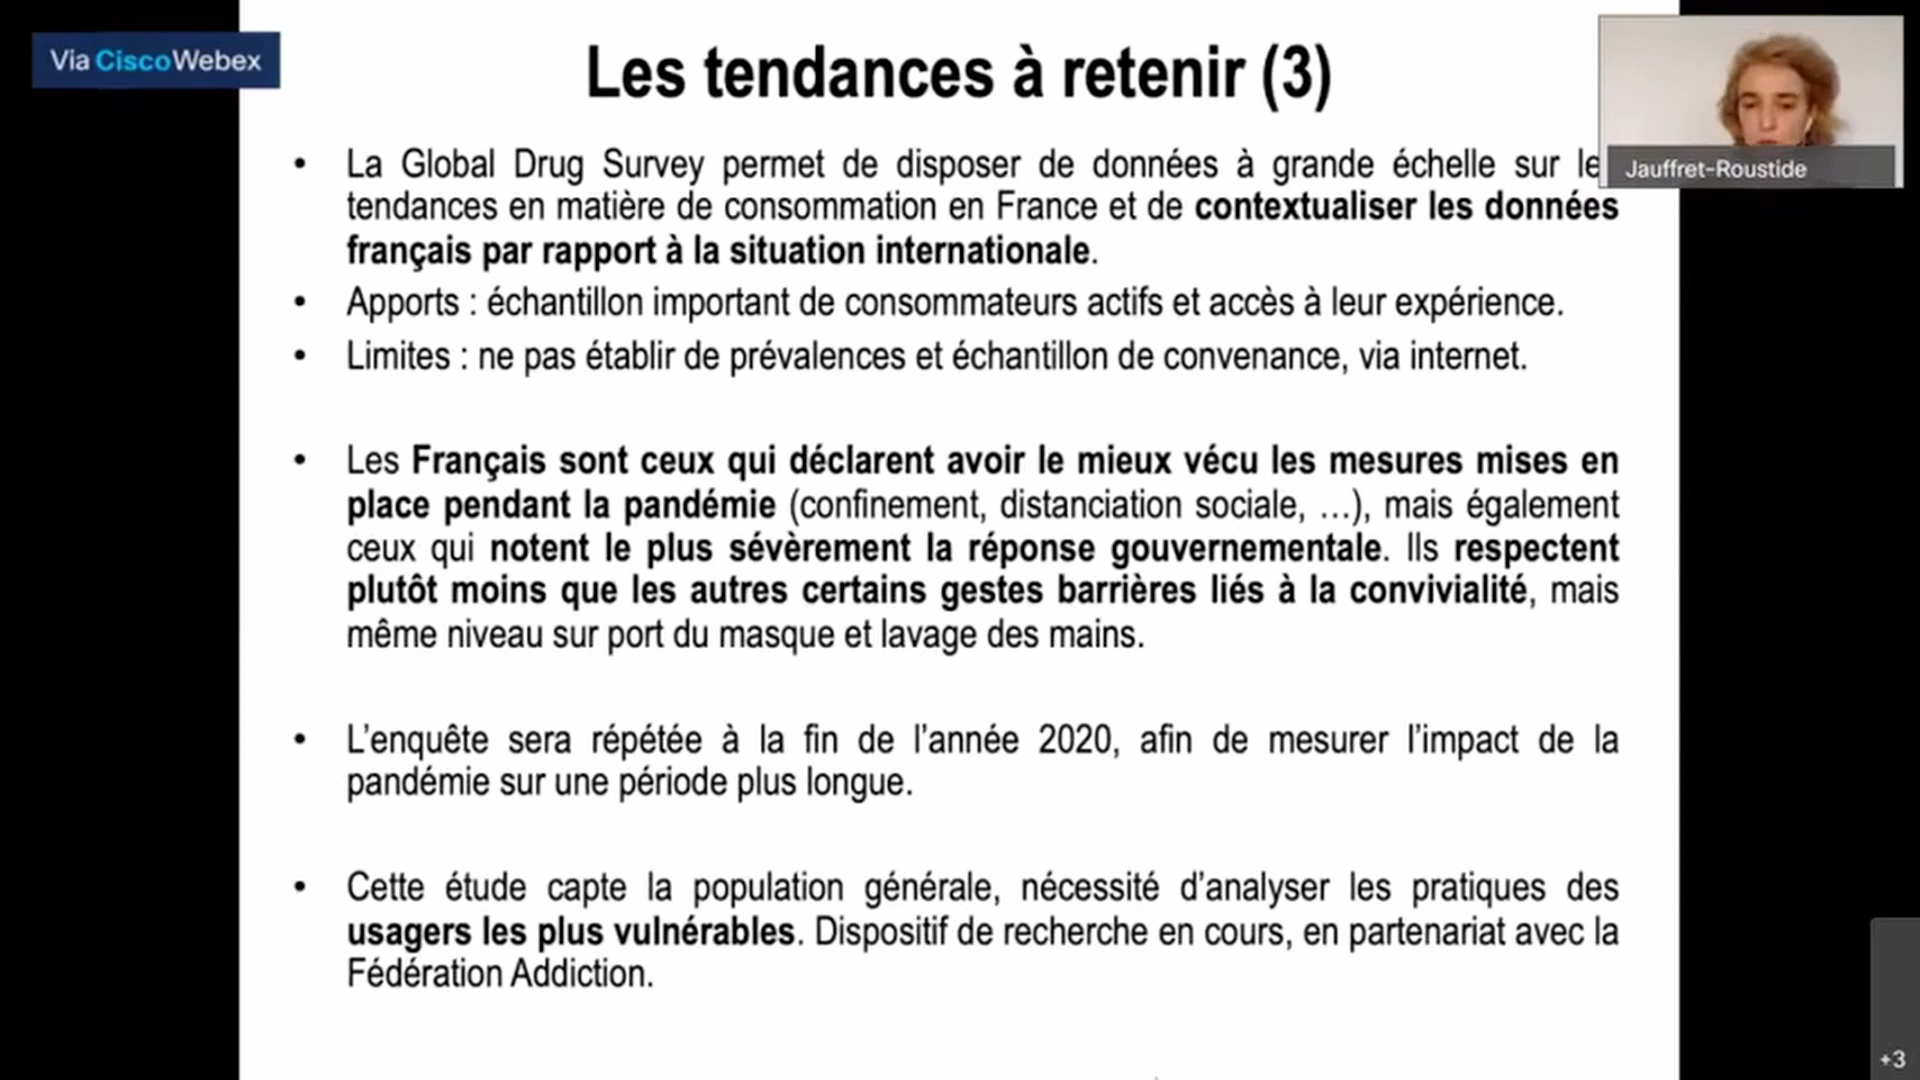 Via CiscoWebex
Les tendances à retenir (3)
Jauffret-Roustide
• La Global Drug Survey permet de disposer de données à grande échelle sur le
tendances en matière de consommation en France et de contextualiser les données
français par rapport à la situation internationale.
• Apports : échantillon important de consommateurs actifs et accès à leur expérience.
• Limites : ne pas établir de prévalences et échantillon de convenance, via internet.
• Les Français sont ceux qui déclarent avoir le mieux vécu les mesures mises en
place pendant la pandémie (confinement, distanciation sociale, …), mais également
ceux qui notent le plus sévèrement la réponse gouvernementale. Ils respectent
plutôt moins que les autres certains gestes barrières liés à la convivialité, mais
même niveau sur port du masque et lavage des mains.
• L’enquête sera répétée à la fin de l’année 2020, afin de mesurer l’impact de la
pandémie sur une période plus longue.
• Cette étude capte la population générale, nécessité d’analyser les pratiques des
usagers les plus vulnérables. Dispositif de recherche en cours, en partenariat avec la
Fédération Addiction.
+3